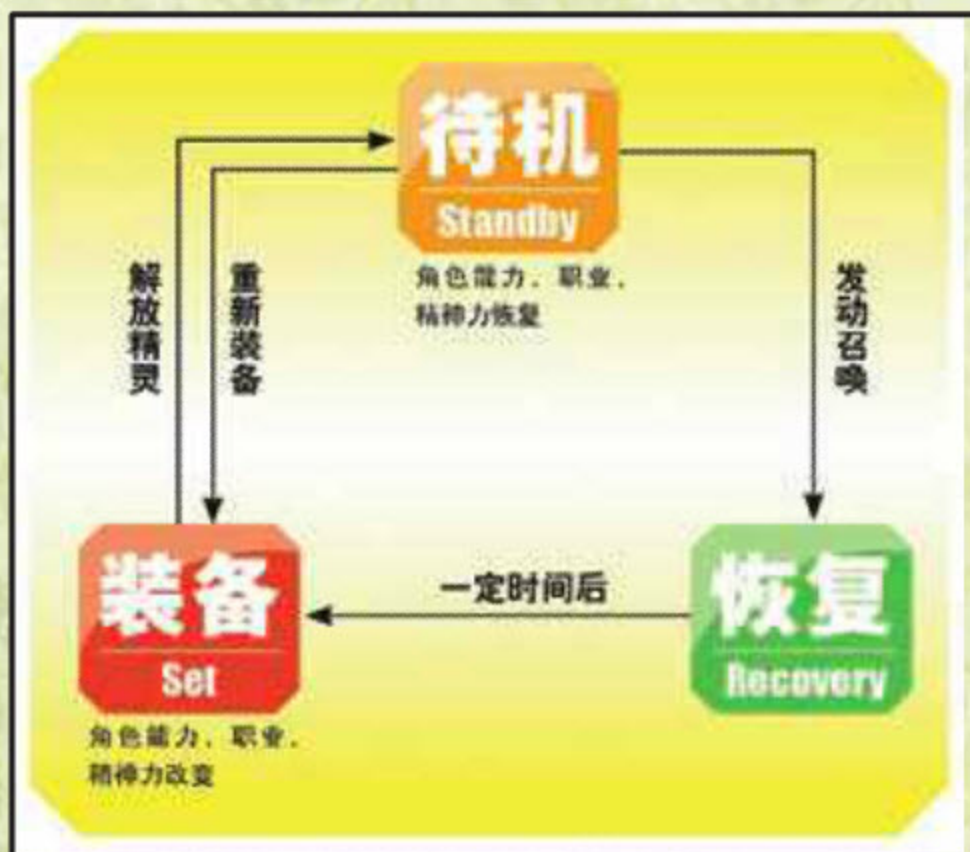 待机
Standby
角色能力、职业、
精神力恢复
解放精灵
重新装备
发动召唤
装备
Set
角色能力、职业、
精神力改变
一定时间后
恢复
Recovery